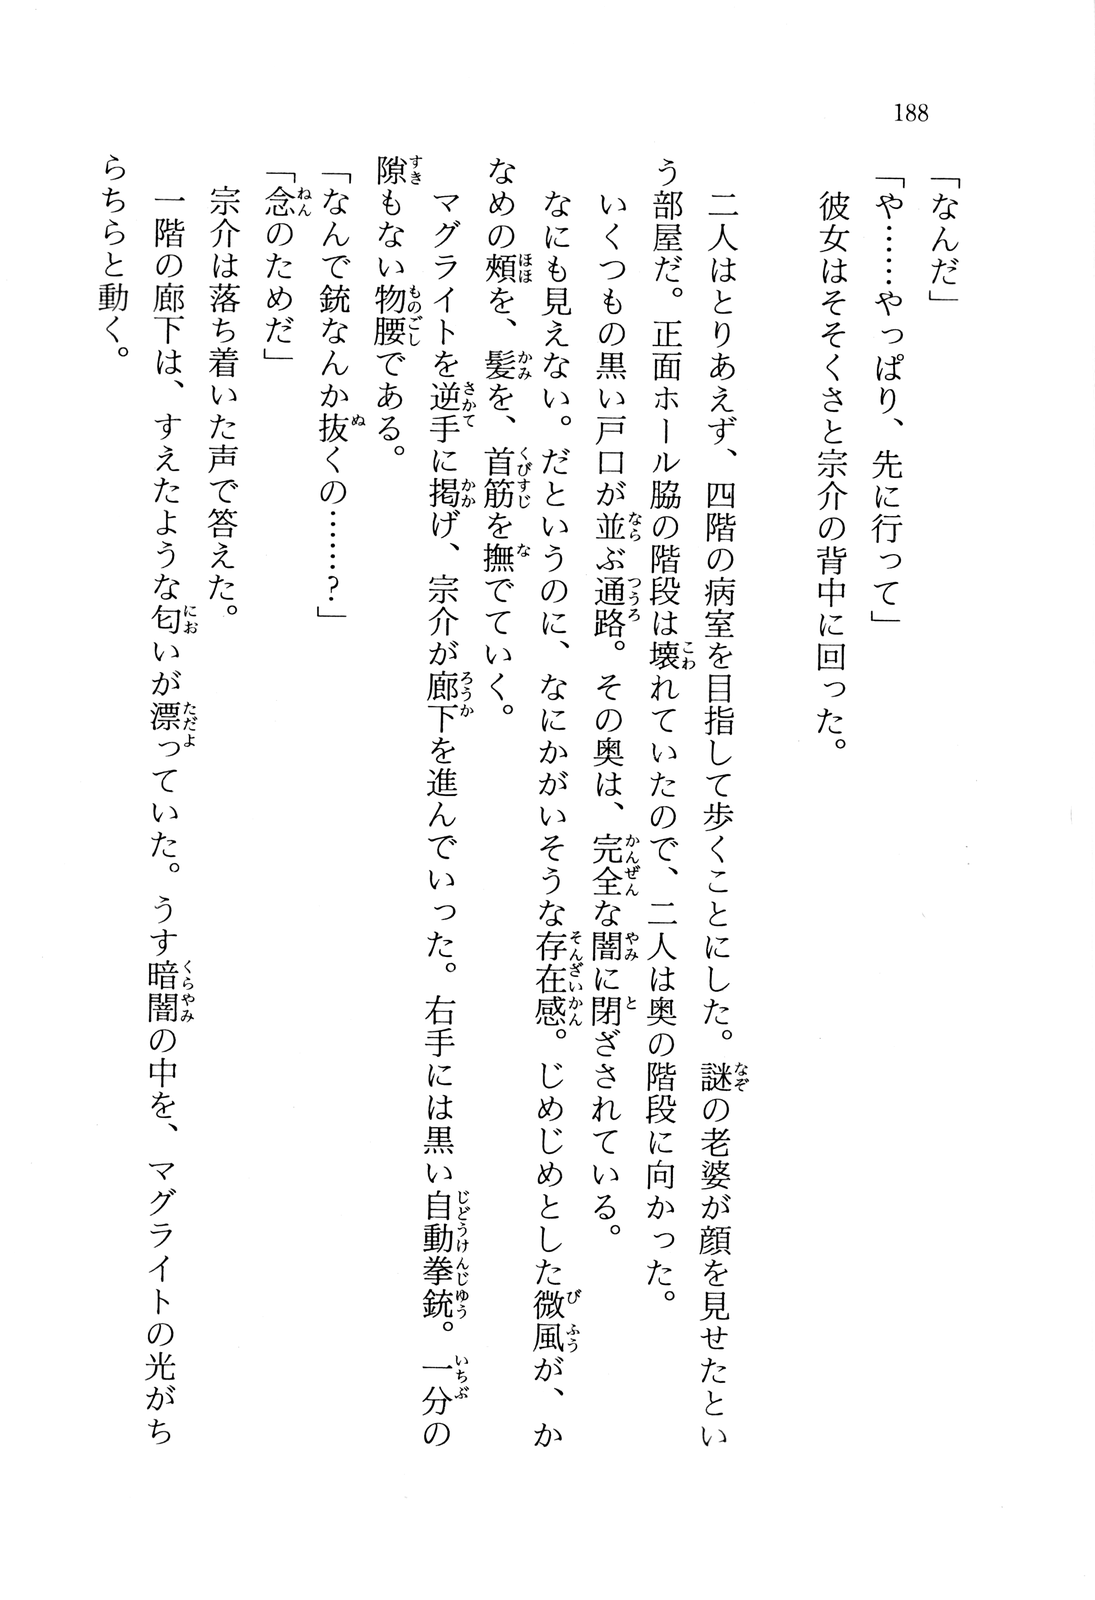 188
「なんだ」
「や……やっぱり、先に行って」
彼女はそそくさと宗介の背中に回った。
二人はとりあえず、四階の病室を目指して歩くことにした。謎の老婆が顔を見せたとい
う部屋だ。正面ホール脇の階段は壊れていたので、二人は奥の階段に向かった。
いくつもの黒い戸口が並ぶ通路。その奥は、完全な闇に閉ざされている。
なにも見えない。だというのに、なにかがいそうな存在感。じめじめとした微風が、か
なめの頰を、髪を、首筋を撫でていく。
マグライトを逆手に掲げ、宗介が廊下を進んでいった。右手には黒い自動拳銃。一分の
隙もない物腰である。
「なんで銃なんか抜くの……?」
「念のためだ」
宗介は落ち着いた声で答えた。
一階の廊下は、すえたような匂いが漂っていた。うす暗闇の中を、マグライトの光がち
らちらと動く。